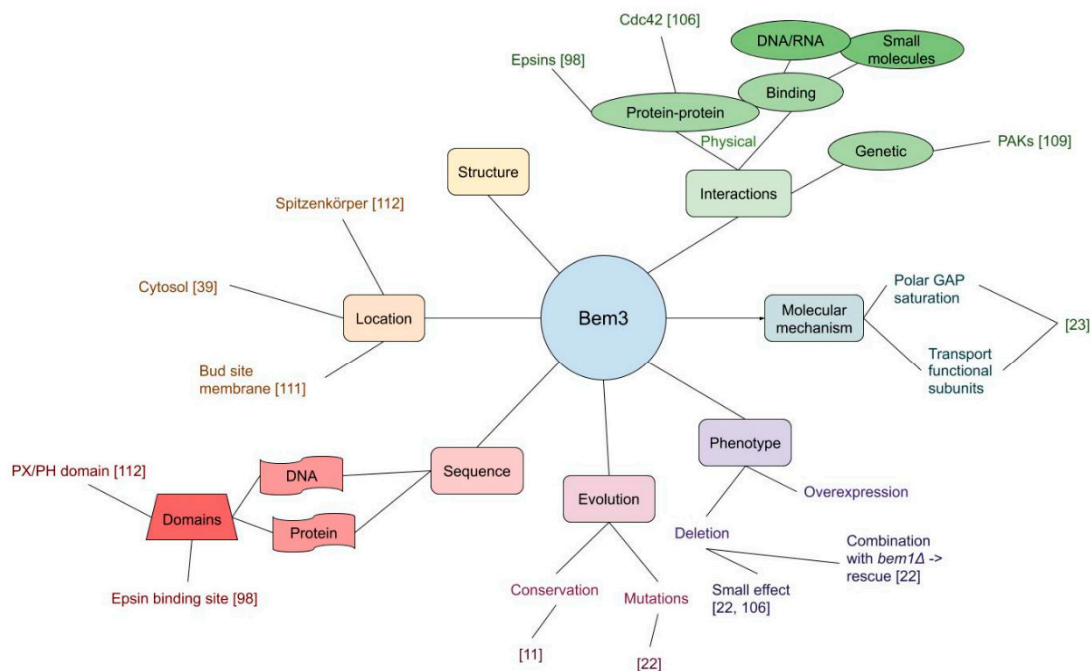 Cdc42 [106]
DNA/RNA
Small
molecules
Epsins [98]
Binding
Protein-protein
Physical
Genetic
PAKs [109]
Structure
Interactions
Spitzenkörper [112]
Cytosol [39]
Location
Bem3
Molecular
mechanism
Polar GAP
saturation
[23]
Transport
functional
subunits
Bud site
membrane [111]
Phenotype
PX/PH domain [112]
DNA
Sequence
Evolution
Overexpression
Domains
Protein
Deletion
Combination
with bem1Δ ->
rescue [22]
Epsin binding site [98]
Conservation
Mutations
Small effect
[22, 106]
[11]
[22]